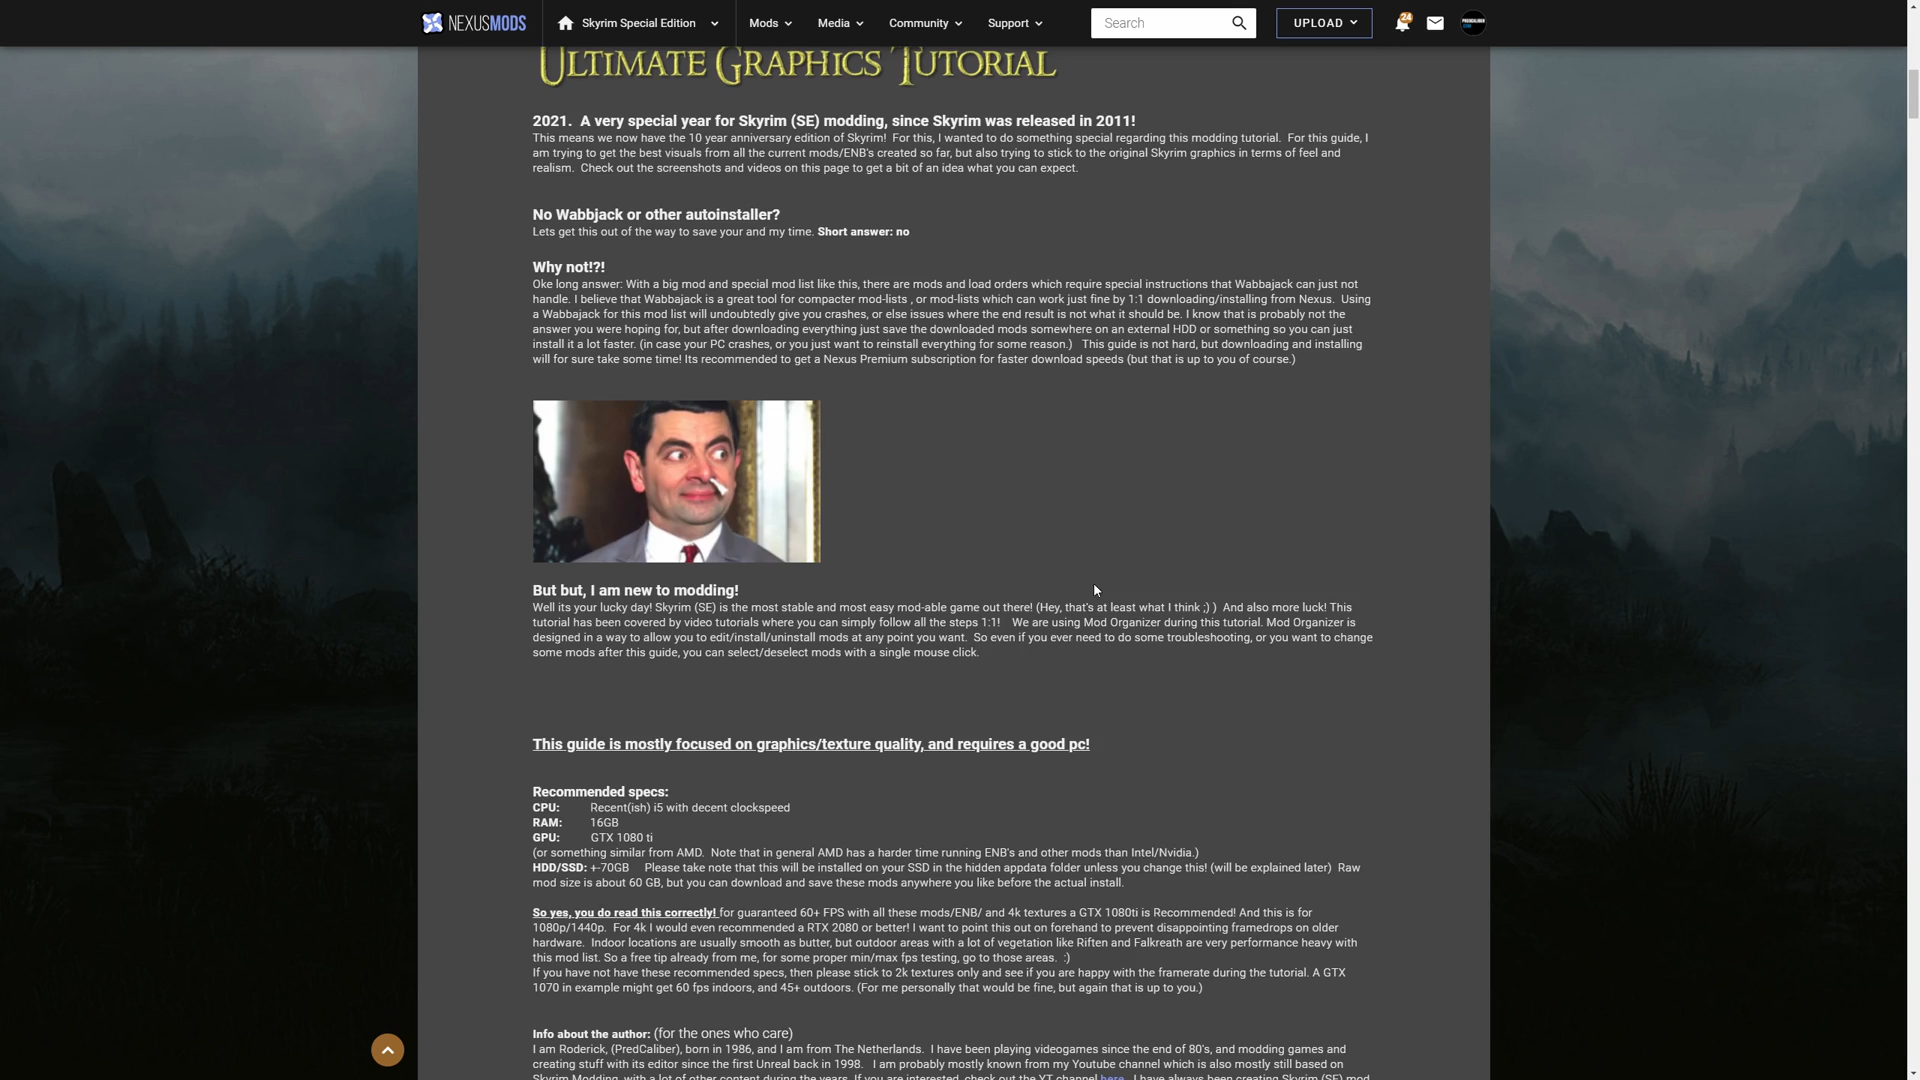 NEXUSMODS
Skyrim Special Edition
Mods
Media
Community
Support
Search
UPLOAD
24
ULTIMATE GRAPHICS TUTORIAL
2021.  A very special year for Skyrim (SE) modding, since Skyrim was released in 2011!
This means we now have the 10 year anniversary edition of Skyrim!  For this, I wanted to do something special regarding this modding tutorial.  For this guide, I
am trying to get the best visuals from all the current mods/ENB's created so far, but also trying to stick to the original Skyrim graphics in terms of feel and
realism.  Check out the screenshots and videos on this page to get a bit of an idea what you can expect.
No Wabbjack or other autoinstaller?
Lets get this out of the way to save your and my time. Short answer: no
Why not!?!
Oke long answer: With a big mod and special mod list like this, there are mods and load orders which require special instructions that Wabbajack can just not
handle. I believe that Wabbajack is a great tool for compacter mod-lists , or mod-lists which can work just fine by 1:1 downloading/installing from Nexus.  Using
a Wabbajack for this mod list will undoubtedly give you crashes, or else issues where the end result is not what it should be. I know that is probably not the
answer you were hoping for, but after downloading everything just save the downloaded mods somewhere on an external HDD or something so you can just
install it a lot faster. (in case your PC crashes, or you just want to reinstall everything for some reason.)   This guide is not hard, but downloading and installing
will for sure take some time! Its recommended to get a Nexus Premium subscription for faster download speeds (but that is up to you of course.)
But but, I am new to modding!
Well its your lucky day! Skyrim (SE) is the most stable and most easy mod-able game out there! (Hey, that's at least what I think ;) )  And also more luck! This
tutorial has been covered by video tutorials where you can simply follow all the steps 1:1!    We are using Mod Organizer during this tutorial. Mod Organizer is
designed in a way to allow you to edit/install/uninstall mods at any point you want.  So even if you ever need to do some troubleshooting, or you want to change
some mods after this guide, you can select/deselect mods with a single mouse click.
This guide is mostly focused on graphics/texture quality, and requires a good pc!
Recommended specs:
CPU: Recent(ish) i5 with decent clockspeed
RAM: 16GB
GPU: GTX 1080 ti
(or something similar from AMD.  Note that in general AMD has a harder time running ENB's and other mods than Intel/Nvidia.)
HDD/SSD: +-70GB     Please take note that this will be installed on your SSD in the hidden appdata folder unless you change this! (will be explained later)  Raw
mod size is about 60 GB, but you can download and save these mods anywhere you like before the actual install.
So yes, you do read this correctly! for guaranteed 60+ FPS with all these mods/ENB/ and 4k textures a GTX 1080ti is Recommended! And this is for
1080p/1440p.  For 4k I would even recommended a RTX 2080 or better! I want to point this out on forehand to prevent disappointing framedrops on older
hardware.  Indoor locations are usually smooth as butter, but outdoor areas with a lot of vegetation like Riften and Falkreath are very performance heavy with
this mod list. So a free tip already from me, for some proper min/max fps testing, go to those areas.  :)
If you have not have these recommended specs, then please stick to 2k textures only and see if you are happy with the framerate during the tutorial. A GTX
1070 in example might get 60 fps indoors, and 45+ outdoors. (For me personally that would be fine, but again that is up to you.)
Info about the author: (for the ones who care)
I am Roderick, (PredCaliber), born in 1986, and I am from The Netherlands.  I have been playing videogames since the end of 80's, and modding games and
creating stuff with its editor since the first Unreal back in 1998.   I am probably mostly known from my Youtube channel which is also mostly still based on
Skyrim Modding, with a lot of other content during the years. If you are interested, check out the YT channel here.  I have always been creating Skyrim (SE) mod